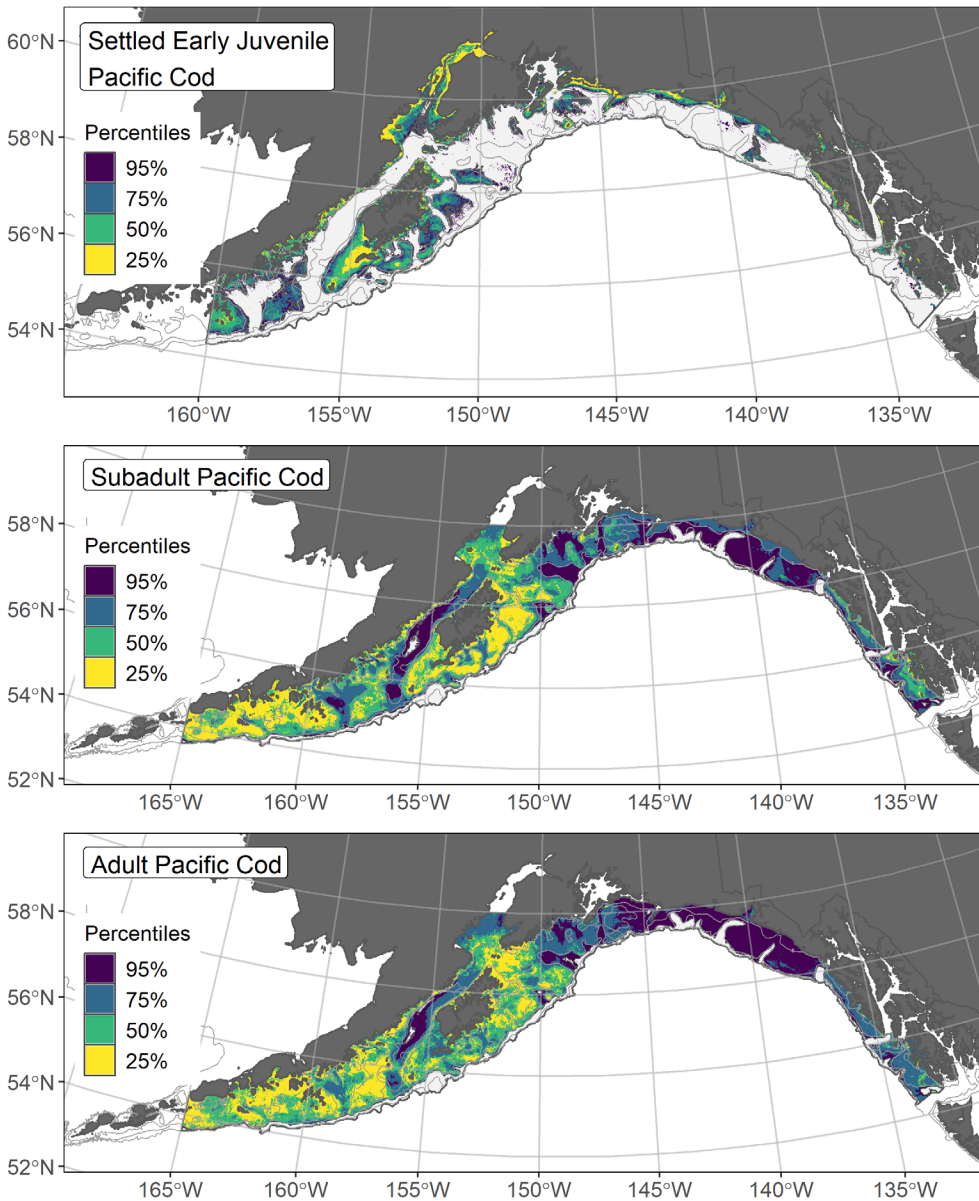 Settled Early Juvenile
Pacific Cod
Percentiles
95%
75%
50%
25%
60°N
58°N
56°N
54°N
160°W 155°W 150°W 145°W 140°W 135°W
Subadult Pacific Cod
Percentiles
95%
75%
50%
25%
58°N
56°N
54°N
52°N
165°W 160°W 155°W 150°W 145°W 140°W 135°W
Adult Pacific Cod
Percentiles
95%
75%
50%
25%
58°N
56°N
54°N
52°N
165°W 160°W 155°W 150°W 145°W 140°W 135°W